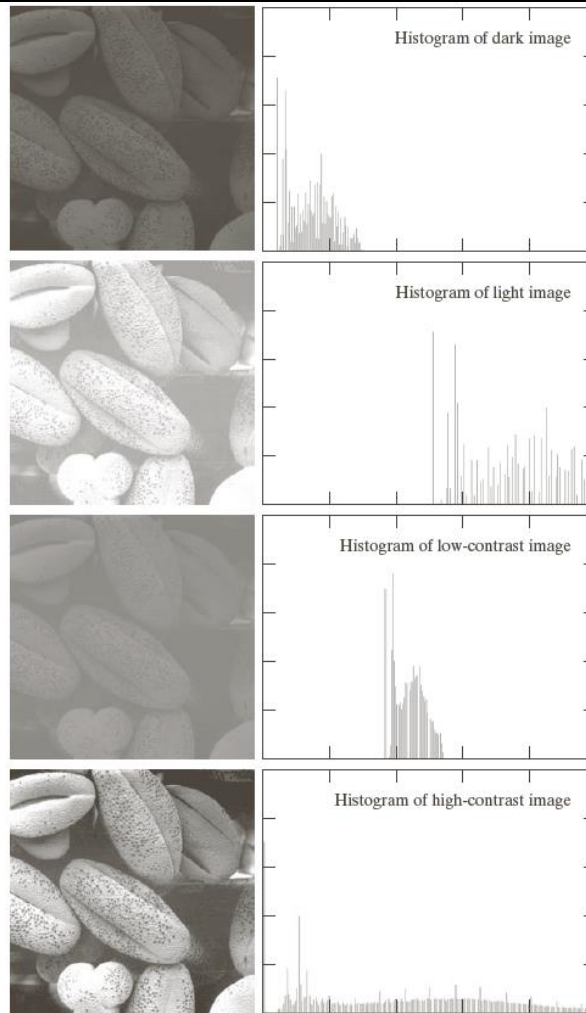 Histogram of dark image
Histogram of light image
Histogram of low-contrast image
Histogram of high-contrast image